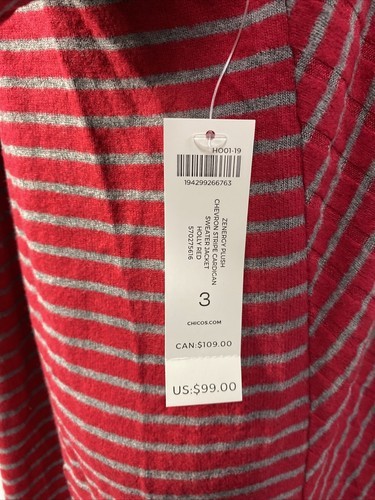 HO01-19
194299266763
ZENERGY PLUSH
CHEVRON STRIPE CARDIGAN
SWEATER JACKET
HOLLY RED
570275616
3
CHICOS.COM
CAN:$109.00
US:$99.00